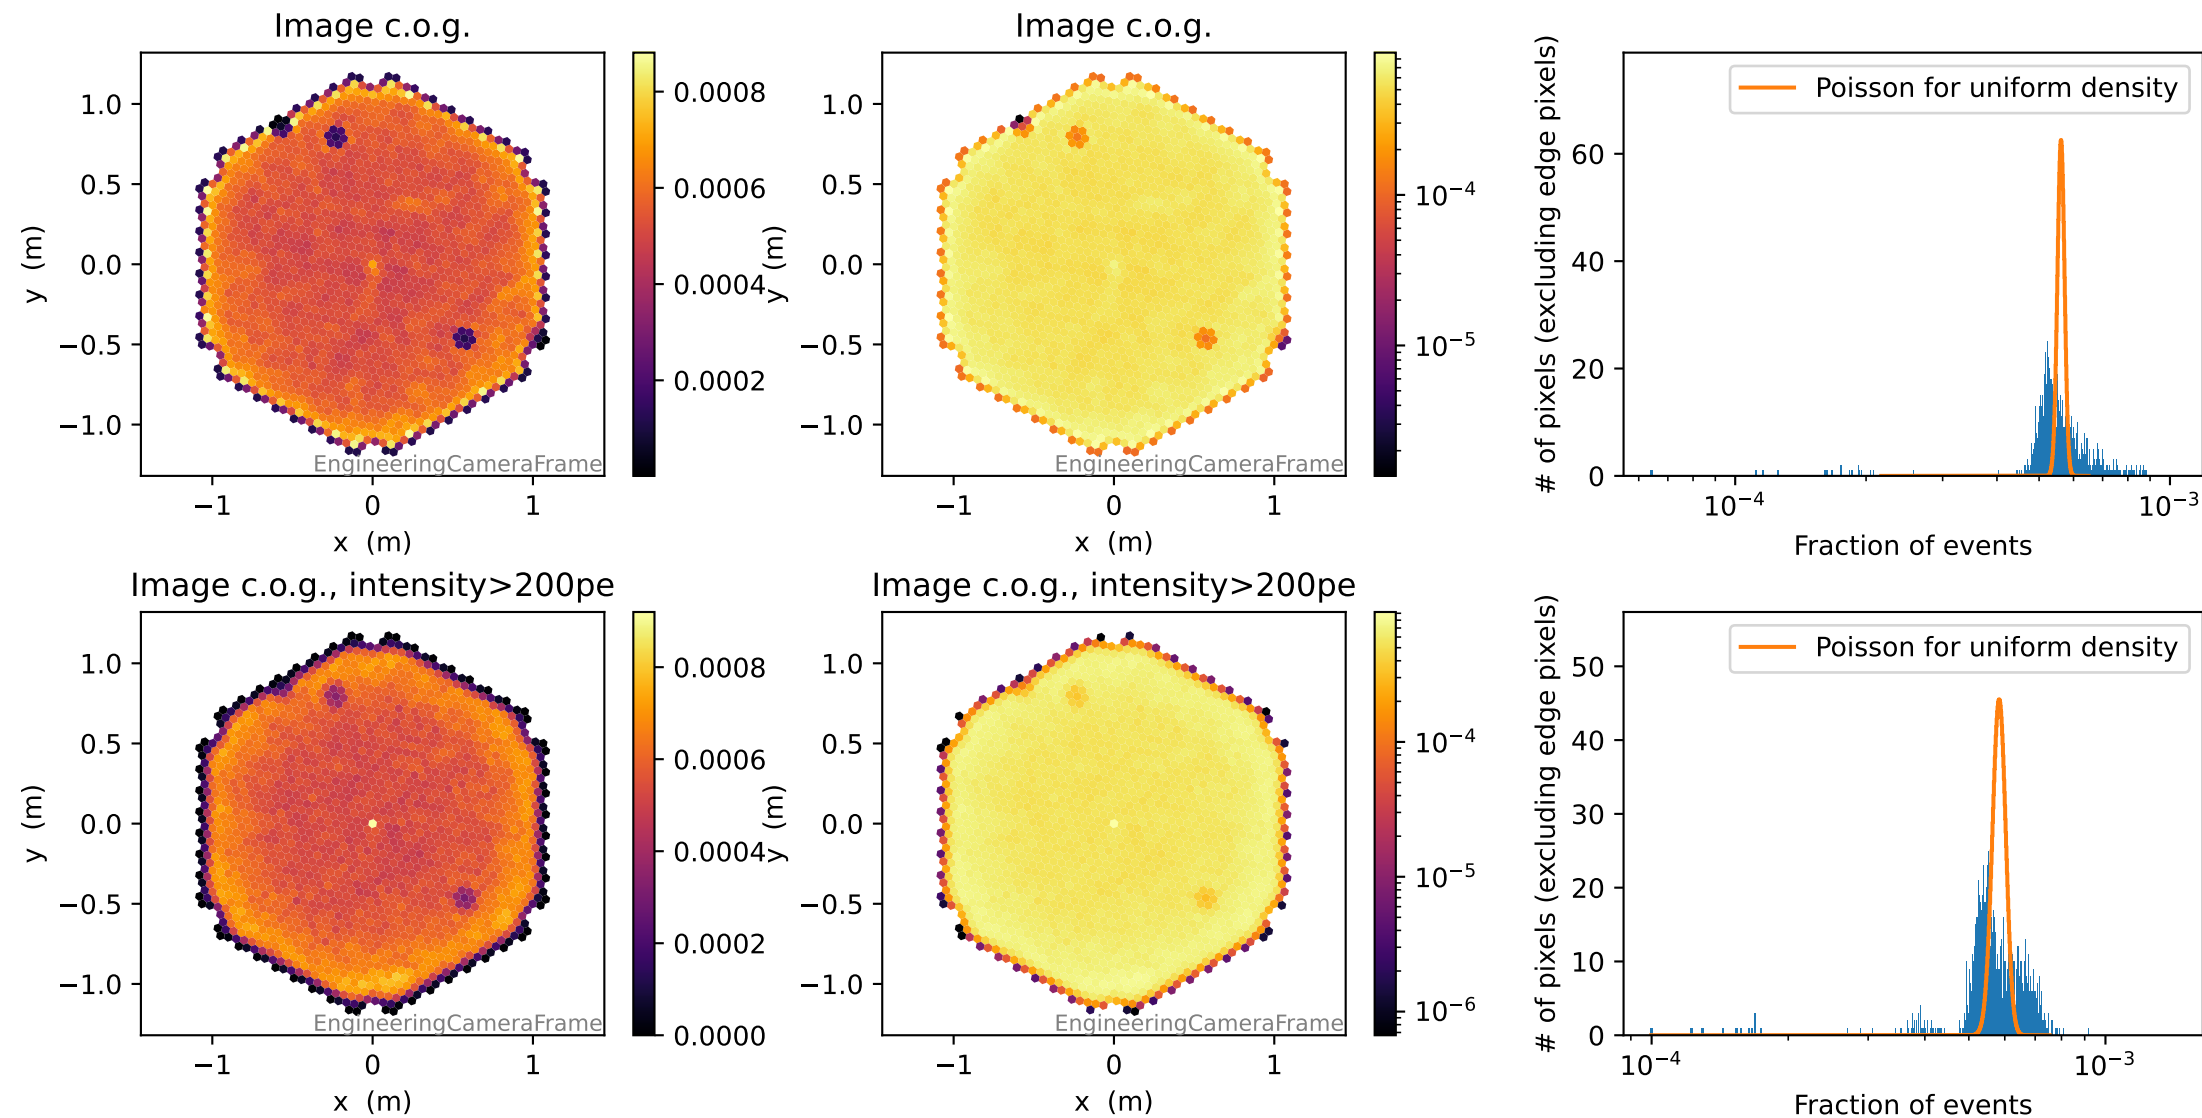 Image c.o.g.
1.0
0.5
0.0
−0.5
−1.0
y (m)
−1
0
1
x (m)
EngineeringCameraFrame
0.0008
0.0006
0.0004
0.0002
Image c.o.g.
1.0
0.5
0.0
−0.5
−1.0
y (m)
−1
0
1
x (m)
EngineeringCameraFrame
10⁻⁴
10⁻⁵
# of pixels (excluding edge pixels)
60
40
20
0
Poisson for uniform density
10⁻⁴
10⁻³
Fraction of events
Image c.o.g., intensity>200pe
1.0
0.5
0.0
−0.5
−1.0
y (m)
−1
0
1
x (m)
EngineeringCameraFrame
0.0008
0.0006
0.0004
0.0002
0.0000
Image c.o.g., intensity>200pe
1.0
0.5
0.0
−0.5
−1.0
y (m)
−1
0
1
x (m)
EngineeringCameraFrame
10⁻⁴
10⁻⁵
10⁻⁶
# of pixels (excluding edge pixels)
50
40
30
20
10
0
Poisson for uniform density
10⁻⁴
10⁻³
Fraction of events